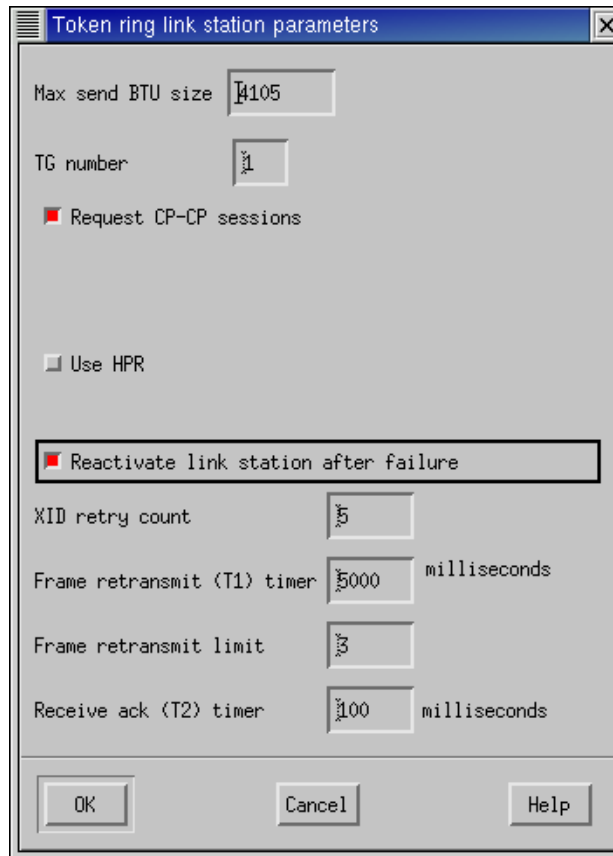 Token ring link station parameters
Max send BTU size 4105
TG number 1
Request CP-CP sessions
Use HPR
Reactivate link station after failure
XID retry count 5
Frame retransmit (T1) timer 5000 milliseconds
Frame retransmit limit 3
Receive ack (T2) timer 100 milliseconds
OK Cancel Help